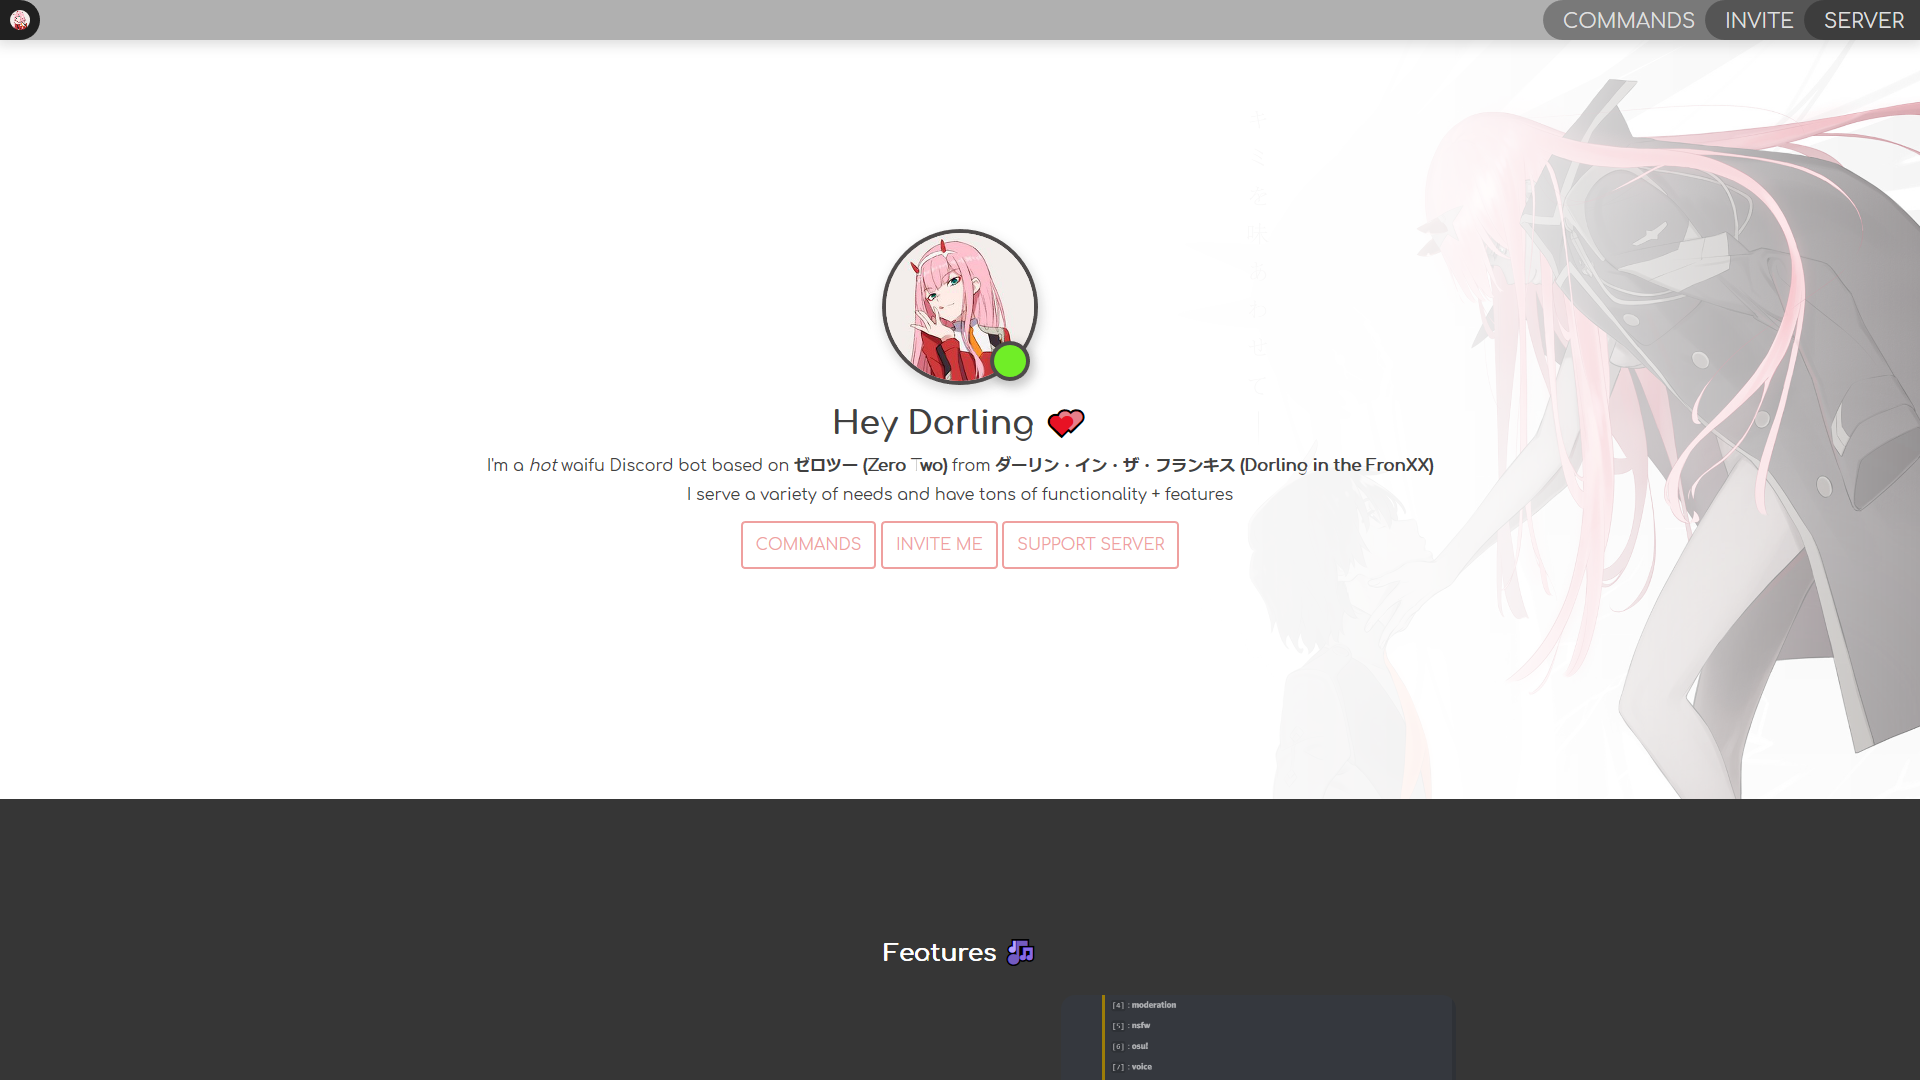 COMMANDS
INVITE
SERVER
Hey Darling
I'm a hot waifu Discord bot based on ゼロツー (Zero Two) from ダーリン・イン・ザ・フランキス (Darling in the FranXX)
I serve a variety of needs and have tons of functionality + features
COMMANDS
INVITE ME
SUPPORT SERVER
Features
[4] : moderation
[5] : nsfw
[6] : osu!
[7] : voice